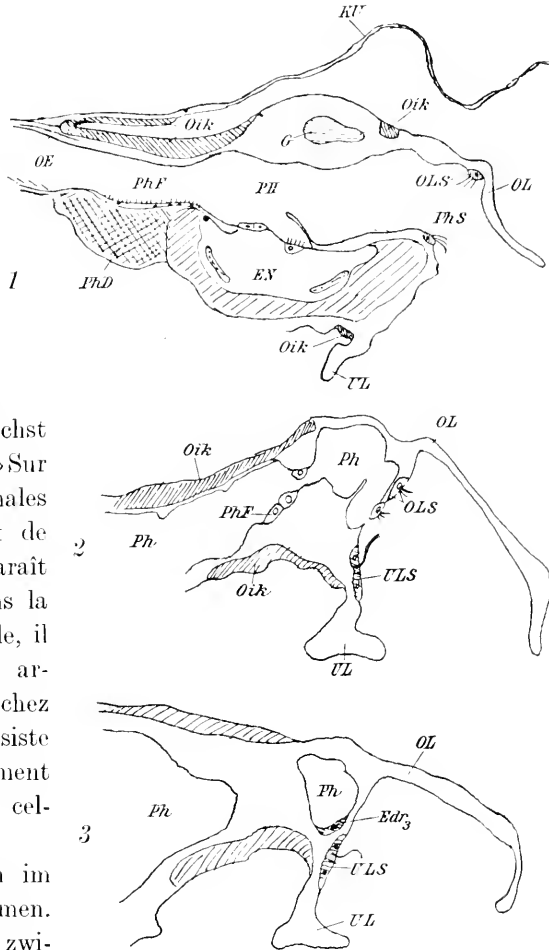 KU
Oik
Oik
OE
G
PhF
PH
OLS
OL
PhS
EN
1
PhD
Oik
UL
chst
OL
»Sur
Oik
Ph
nales
PhF
OLS
t de
2
Ph
araît
ULS
ns la
Oik
le, il
ar-
UL
chez
siste
OL
ment
Ph
Ph
cel-
Edr3
3
ULS
n im
UL
men.
zwi-